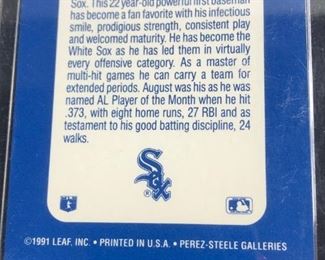 Sox. This 22 year-old powerful first baseman
has become a fan favorite with his infectious
smile, prodigious strength, consistent play
and welcomed maturity. He has become the
White Sox as he has led them in virtually
every offensive category. As a master of
multi-hit games he can carry a team for
extended periods. August was his as he was
named AL Player of the Month when he hit
.373, with eight home runs, 27 RBI and as
testament to his good batting discipline, 24
walks.
Sox
®
©1991 LEAF, INC. • PRINTED IN U.S.A. • PEREZ-STEELE GALLERIES